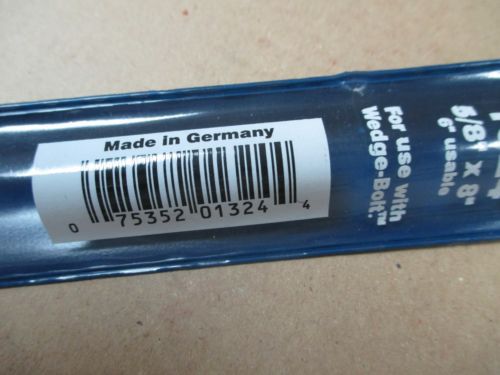 Made in Germany
0 75352 01324 4
For use with
Wedge-Bolt.™
5/8" x 8"
6" usable